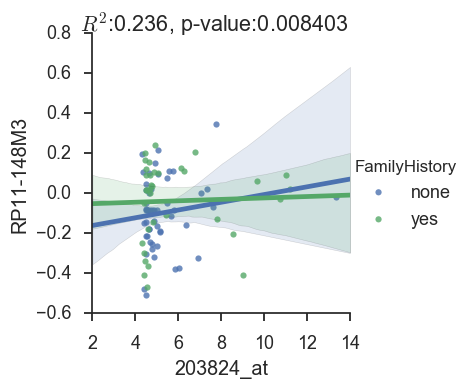 R²:0.236, p-value:0.008403
0.8
0.6
0.4
0.2
0.0
−0.2
−0.4
−0.6
RP11-148M3
2 4 6 8 10 12 14
203824_at
FamilyHistory
none
yes